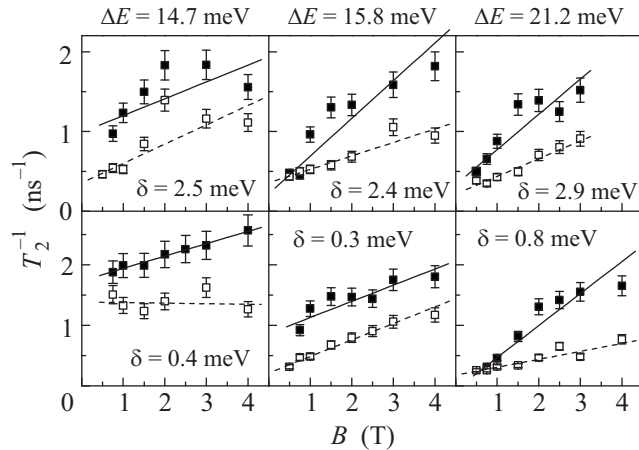 ΔE = 14.7 meV ΔE = 15.8 meV ΔE = 21.2 meV
2
1
0
δ = 2.5 meV δ = 2.4 meV δ = 2.9 meV
T₂⁻¹ (ns⁻¹)
2
1
0
δ = 0.4 meV δ = 0.3 meV δ = 0.8 meV
1 2 3 4 1 2 3 4 1 2 3 4
B (T)